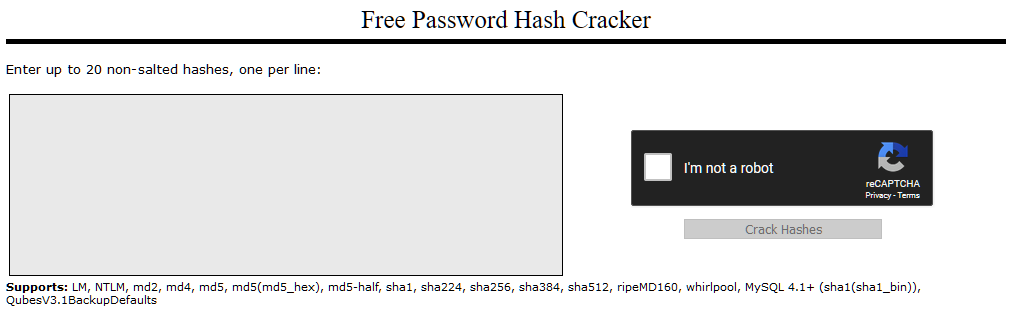 Free Password Hash Cracker
Enter up to 20 non-salted hashes, one per line:
I'm not a robot
reCAPTCHA
Privacy - Terms
Crack Hashes
Supports: LM, NTLM, md2, md4, md5, md5(md5_hex), md5-half, sha1, sha224, sha256, sha384, sha512, ripeMD160, whirlpool, MySQL 4.1+ (sha1(sha1_bin)),
QubesV3.1BackupDefaults